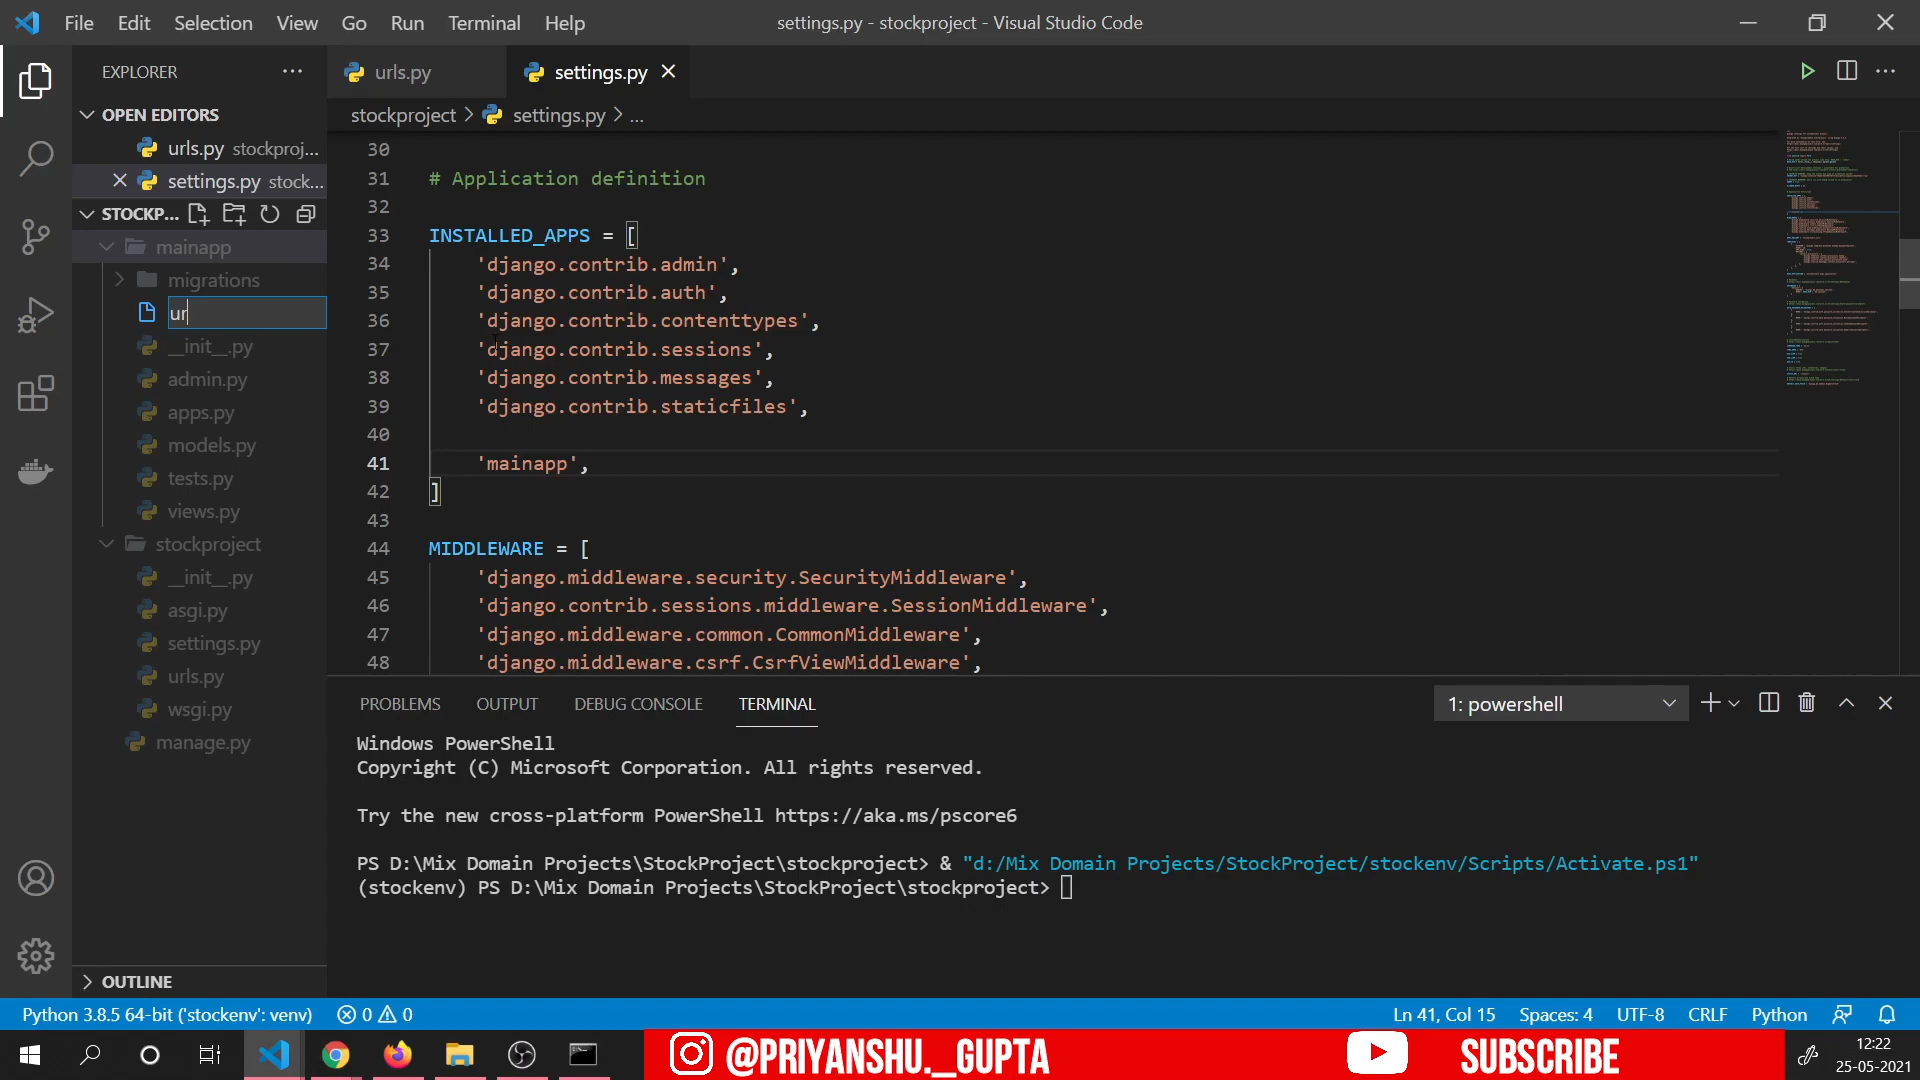 File Edit Selection View Go Run Terminal Help
settings.py - stockproject - Visual Studio Code
EXPLORER
OPEN EDITORS
urls.py stockproj...
settings.py stock...
STOCKP...
mainapp
migrations
ur
__init__.py
admin.py
apps.py
models.py
tests.py
views.py
stockproject
__init__.py
asgi.py
settings.py
urls.py
wsgi.py
manage.py
OUTLINE
urls.py
settings.py
stockproject > settings.py > ...
30
31 # Application definition
32
33 INSTALLED_APPS = [
34 'django.contrib.admin',
35 'django.contrib.auth',
36 'django.contrib.contenttypes',
37 'django.contrib.sessions',
38 'django.contrib.messages',
39 'django.contrib.staticfiles',
40
41 'mainapp',
42 ]
43
44 MIDDLEWARE = [
45 'django.middleware.security.SecurityMiddleware',
46 'django.contrib.sessions.middleware.SessionMiddleware',
47 'django.middleware.common.CommonMiddleware',
48 'django.middleware.csrf.CsrfViewMiddleware',
PROBLEMS OUTPUT DEBUG CONSOLE TERMINAL
1: powershell
Windows PowerShell
Copyright (C) Microsoft Corporation. All rights reserved.
Try the new cross-platform PowerShell https://aka.ms/pscore6
PS D:\Mix Domain Projects\StockProject\stockproject> & "d:/Mix Domain Projects/StockProject/stockenv/Scripts/Activate.ps1"
(stockenv) PS D:\Mix Domain Projects\StockProject\stockproject>
Python 3.8.5 64-bit ('stockenv': venv) 0 0
Ln 41, Col 15 Spaces: 4 UTF-8 CRLF Python
@PRIYANSHU._GUPTA
SUBSCRIBE
12:22
25-05-2021